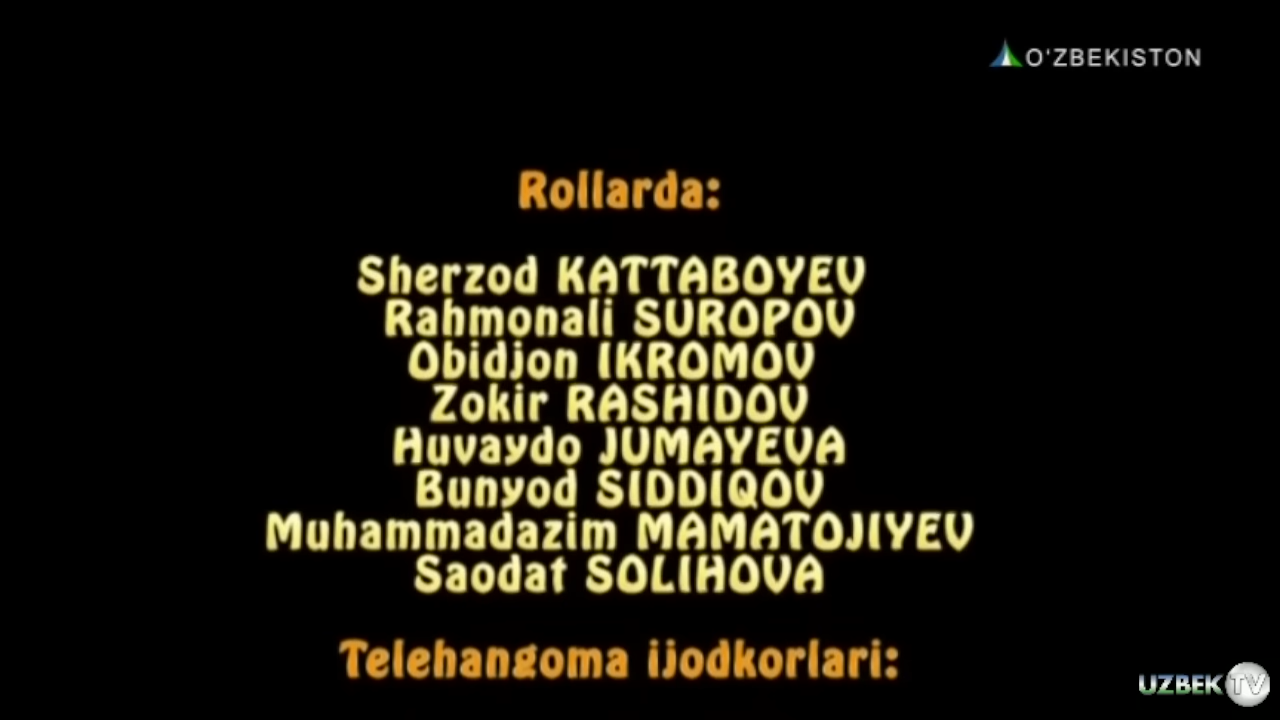 O'ZBEKISTON
Rollarda:
Sherzod KATTABOYEV
Rahmonali SUROPOV
Obidjon IKROMOV
Zokir RASHIDOV
Huvaydo JUMAYEVA
Bunyod SIDDIQOV
Muhammadazim MAMATOJIYEV
Saodat SOLIHOVA
Telehangoma ijodkorlari:
UZBEK TV